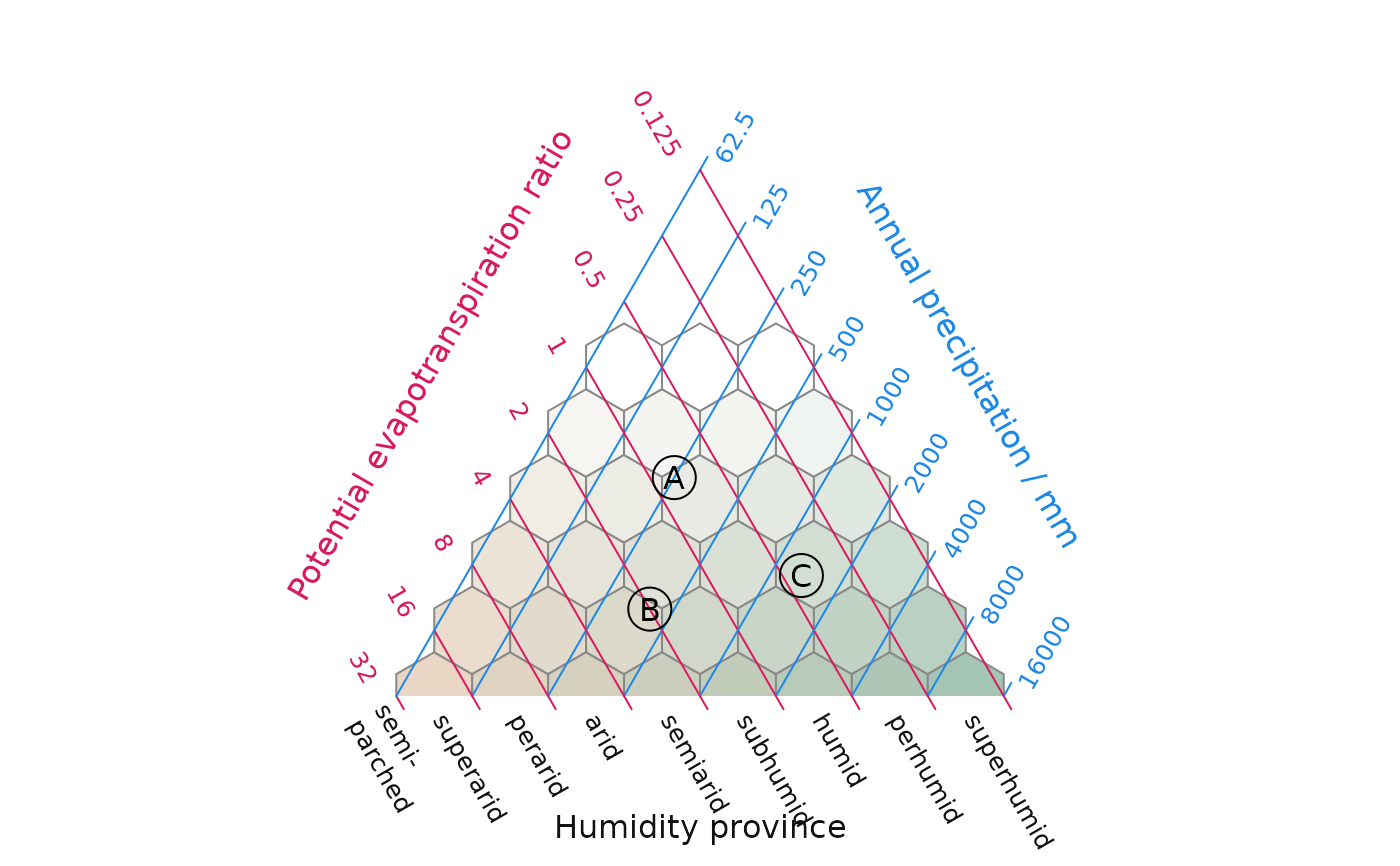 Potential evapotranspiration ratio
0.125
0.25
0.5
1
2
4
8
16
32
Annual precipitation / mm
62.5
125
250
500
1000
2000
4000
8000
16000
A
B
C
semi-
parched
superarid
perarid
arid
semiarid
subhumid
humid
perhumid
superhumid
Humidity province